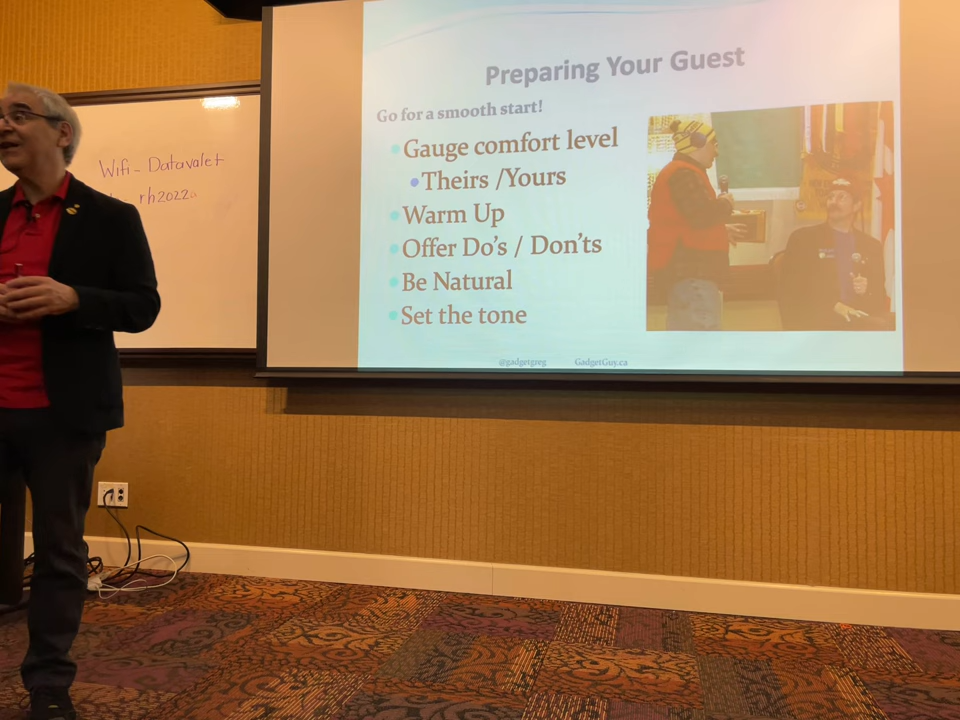 Wifi - Datavalet
rh2022
Preparing Your Guest
Go for a smooth start!
Gauge comfort level
Theirs /Yours
Warm Up
Offer Do's / Don'ts
Be Natural
Set the tone
@gadgetgreg GadgetGuy.ca